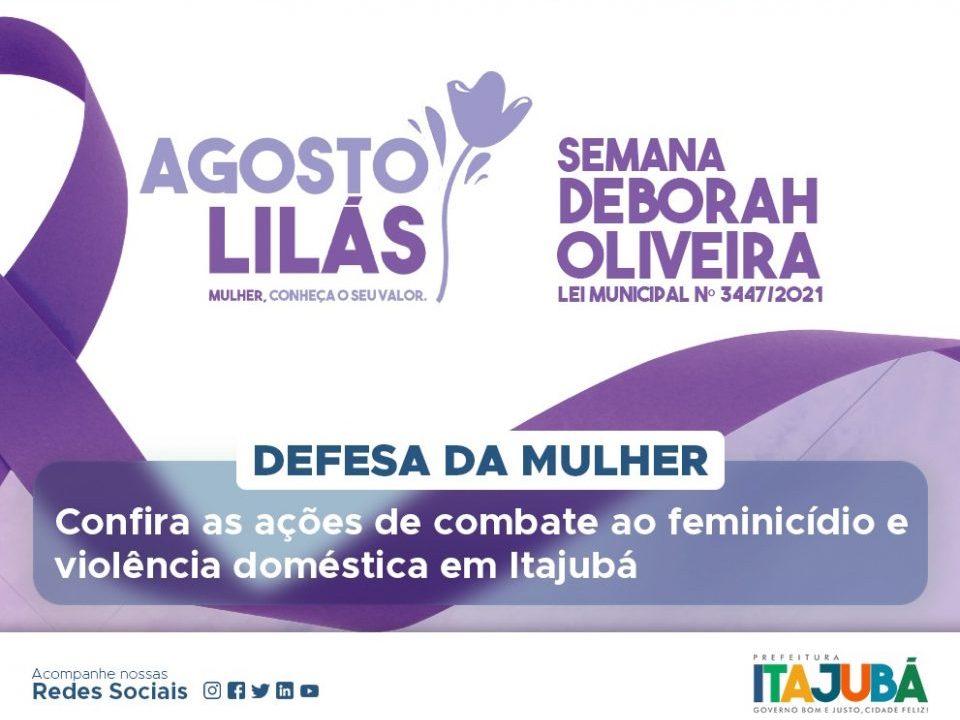 AGOSTO
LILÁS
MULHER, CONHEÇA O SEU VALOR.
SEMANA
DEBORAH
OLIVEIRA
LEI MUNICIPAL Nº 3447/2021
DEFESA DA MULHER
Confira as ações de combate ao feminicídio e
violência doméstica em Itajubá
Acompanhe nossas
Redes Sociais
PREFEITURA
ITAJUBÁ
GOVERNO BOM E JUSTO, CIDADE FELIZ!